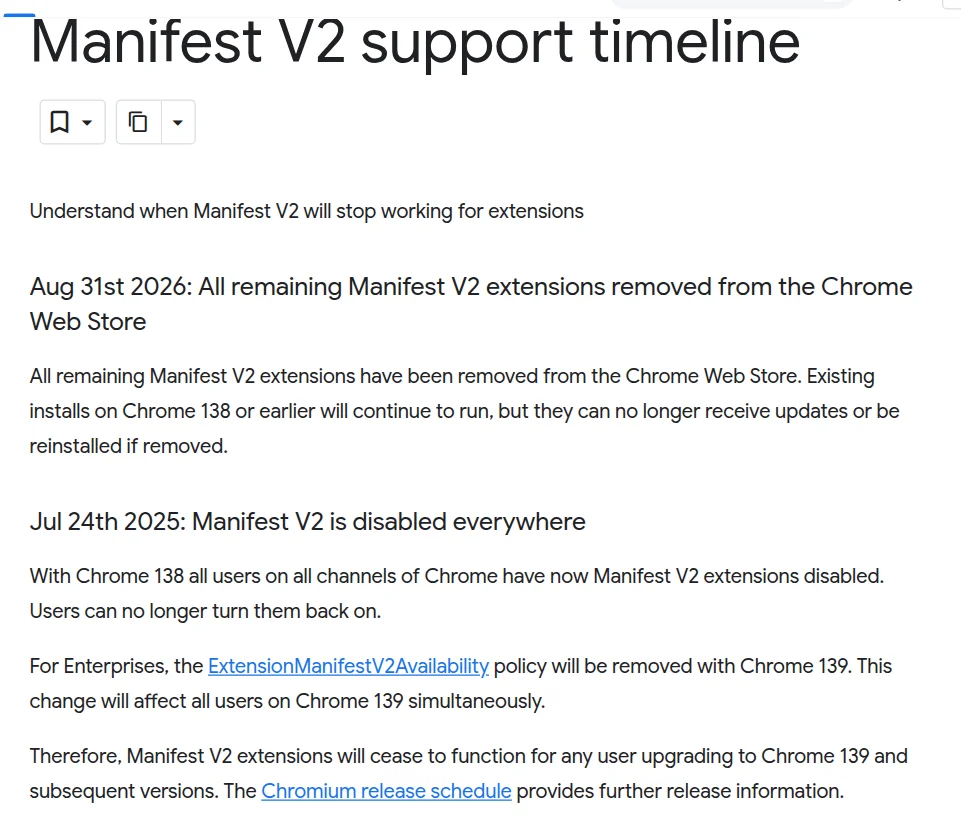 Manifest V2 support timeline
Understand when Manifest V2 will stop working for extensions
Aug 31st 2026: All remaining Manifest V2 extensions removed from the Chrome
Web Store
All remaining Manifest V2 extensions have been removed from the Chrome Web Store. Existing
installs on Chrome 138 or earlier will continue to run, but they can no longer receive updates or be
reinstalled if removed.
Jul 24th 2025: Manifest V2 is disabled everywhere
With Chrome 138 all users on all channels of Chrome have now Manifest V2 extensions disabled.
Users can no longer turn them back on.
For Enterprises, the ExtensionManifestV2Availability policy will be removed with Chrome 139. This
change will affect all users on Chrome 139 simultaneously.
Therefore, Manifest V2 extensions will cease to function for any user upgrading to Chrome 139 and
subsequent versions. The Chromium release schedule provides further release information.